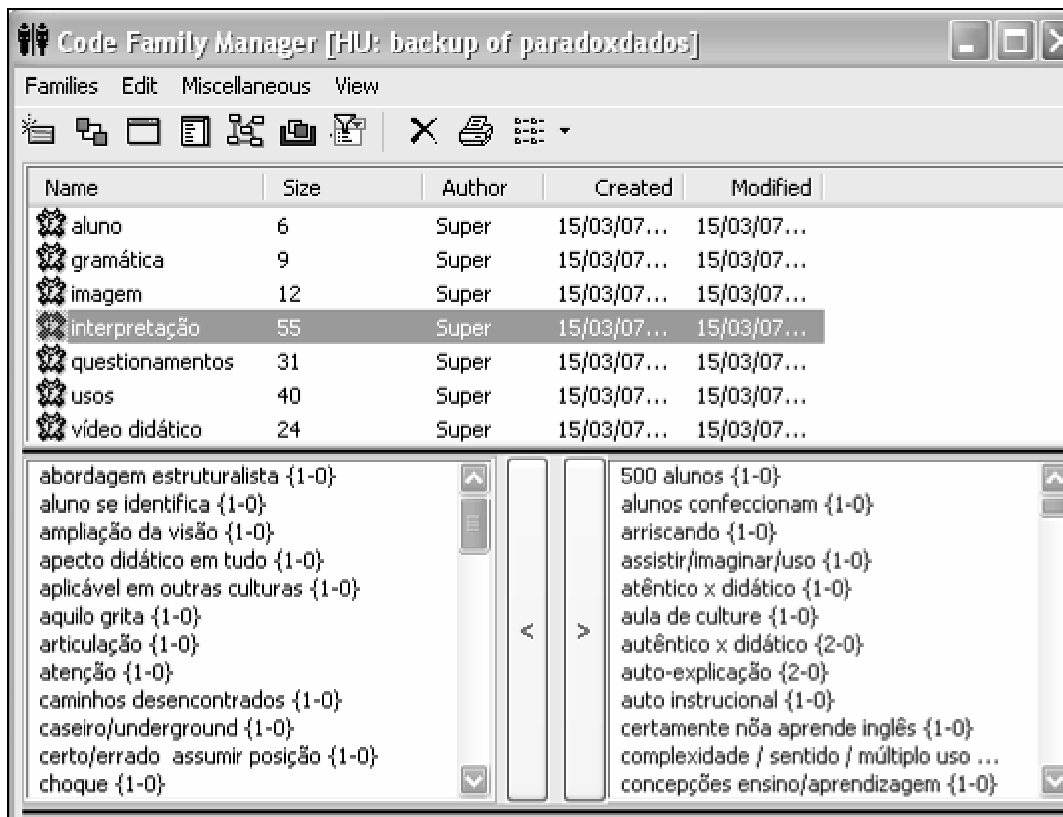 Code Family Manager [HU: backup of paradoxdados]
Families Edit Miscellaneous View
Name Size Author Created Modified
aluno 6 Super 15/03/07... 15/03/07...
gramática 9 Super 15/03/07... 15/03/07...
imagem 12 Super 15/03/07... 15/03/07...
interpretação 55 Super 15/03/07... 15/03/07...
questionamentos 31 Super 15/03/07... 15/03/07...
usos 40 Super 15/03/07... 15/03/07...
vídeo didático 24 Super 15/03/07... 15/03/07...
abordagem estruturalista {1-0}
aluno se identifica {1-0}
ampliação da visão {1-0}
apecto didático em tudo {1-0}
aplicável em outras culturas {1-0}
aquilo grita {1-0}
articulação {1-0}
atenção {1-0}
caminhos desencontrados {1-0}
caseiro/underground {1-0}
certo/errado assumir posição {1-0}
choque {1-0}
< >
500 alunos {1-0}
alunos confeccionam {1-0}
arriscando {1-0}
assistir/imaginar/uso {1-0}
atêntico x didático {1-0}
aula de culture {1-0}
autêntico x didático {2-0}
auto-explicação {2-0}
auto instrucional {1-0}
certamente nõa aprende inglês {1-0}
complexidade / sentido / múltiplo uso ...
concepções ensino/aprendizagem {1-0}